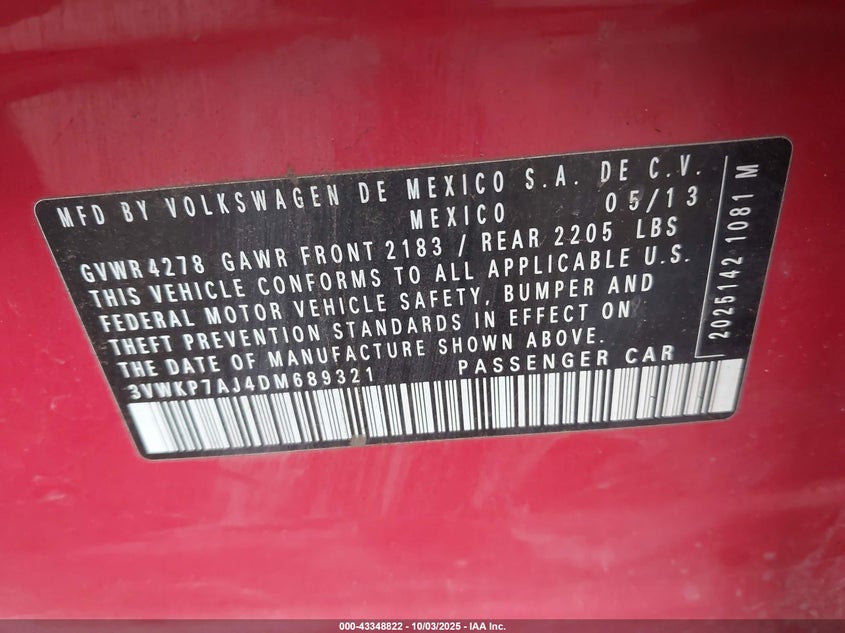 MFD BY VOLKSWAGEN DE MEXICO S.A. DE C.V.
MEXICO 05/13
GVWR 4278 GAWR FRONT 2183 / REAR 2205 LBS
THIS VEHICLE CONFORMS TO ALL APPLICABLE U.S.
FEDERAL MOTOR VEHICLE SAFETY, BUMPER AND
THEFT PREVENTION STANDARDS IN EFFECT ON
THE DATE OF MANUFACTURE SHOWN ABOVE.
3VWKP7AJ4DM689321 PASSENGER CAR
2025142 1081 M
000-43348822 - 10/03/2025 - IAA Inc.